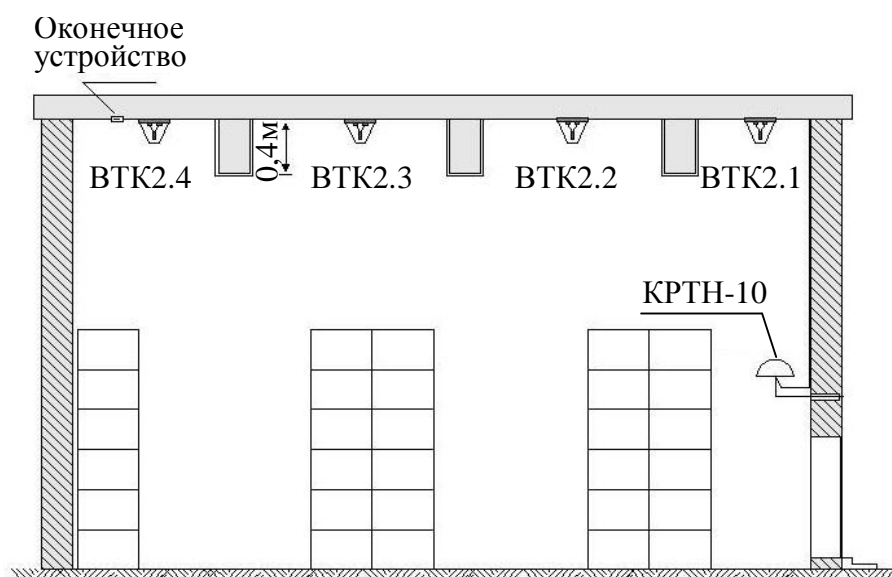 Оконечное
устройство
0,4м
ВТК2.4
ВТК2.3
ВТК2.2
ВТК2.1
КРТН-10